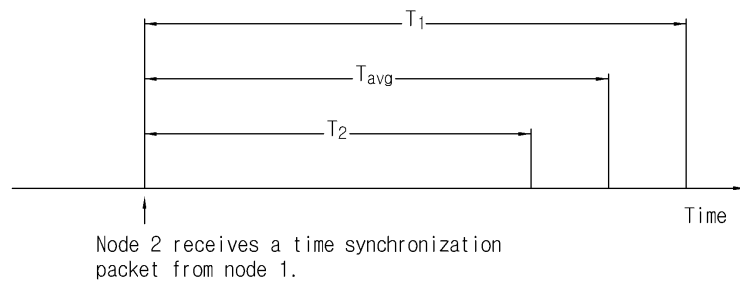 T1
Tavg
T2
Time
Node 2 receives a time synchronization
packet from node 1.